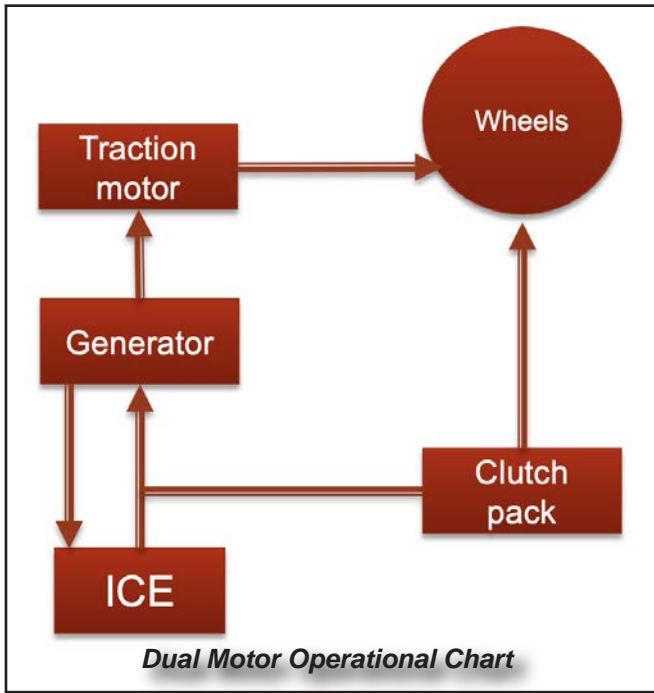 Traction
motor
Wheels
Generator
Clutch
pack
ICE
Dual Motor Operational Chart